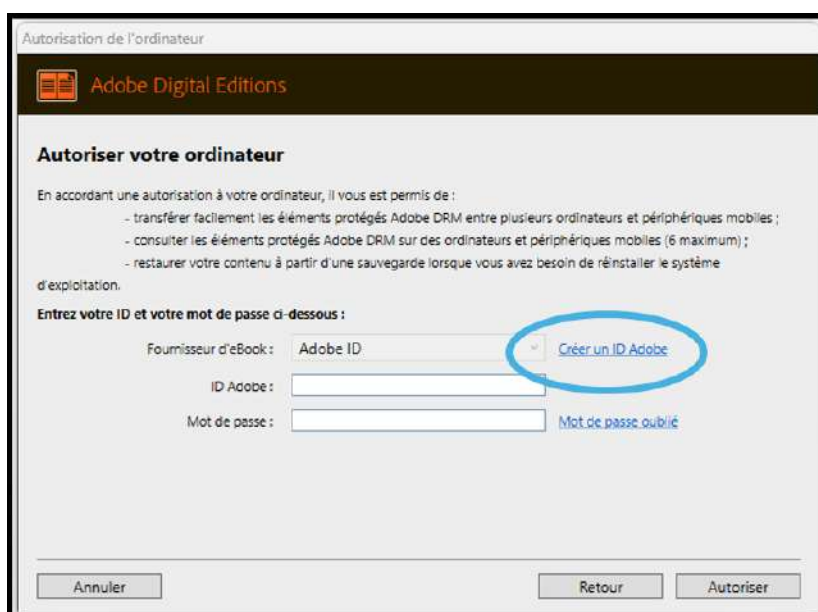 Autorisation de l'ordinateur
Adobe Digital Editions
Autoriser votre ordinateur
En accordant une autorisation à votre ordinateur, il vous est permis de :
- transférer facilement les éléments protégés Adobe DRM entre plusieurs ordinateurs et périphériques mobiles ;
- consulter les éléments protégés Adobe DRM sur des ordinateurs et périphériques mobiles (6 maximum) ;
- restaurer votre contenu à partir d'une sauvegarde lorsque vous avez besoin de réinstaller le système
d'exploitation.
Entrez votre ID et votre mot de passe ci-dessous :
Fournisseur d'eBook : Adobe ID Créer un ID Adobe
ID Adobe :
Mot de passe : Mot de passe oublié
Annuler Retour Autoriser